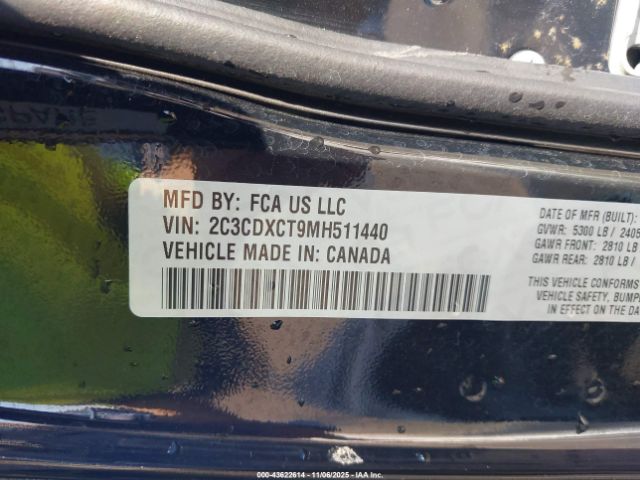 MFD BY: FCA US LLC
VIN: 2C3CDXCT9MH511440
VEHICLE MADE IN: CANADA
DATE OF MFR (BUILT):
GVWR: 5300 LB / 2405
GAWR FRONT: 2810 LB
GAWR REAR: 2810 LB /
THIS VEHICLE CONFORMS
VEHICLE SAFETY, BUMP
IN EFFECT ON THE DAT
00-43622614 - 11/06/2025 - IAA Inc.